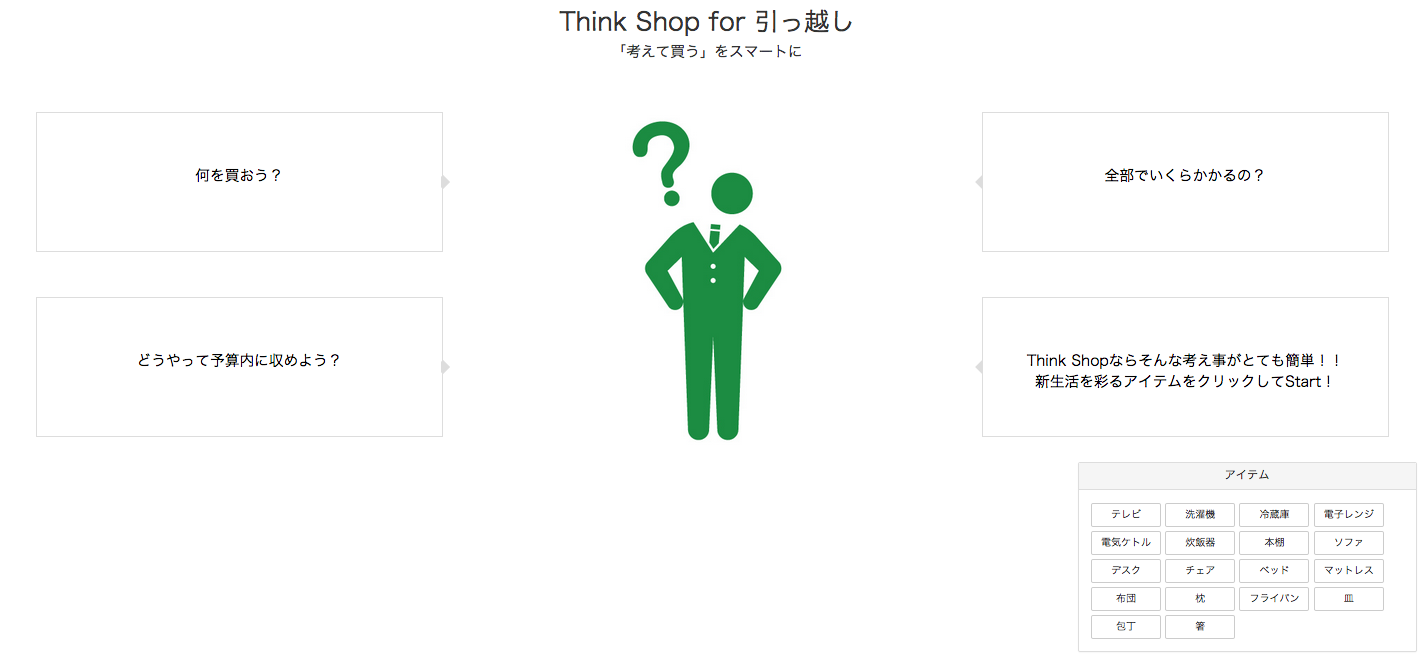 Think Shop for 引っ越し
「考えて買う」をスマートに
何を買おう？
全部でいくらかかるの？
どうやって予算内に収めよう？
Think Shopならそんな考え事がとても簡単！！
新生活を彩るアイテムをクリックしてStart！
アイテム
テレビ 洗濯機 冷蔵庫 電子レンジ
電気ケトル 炊飯器 本棚 ソファ
デスク チェア ベッド マットレス
布団 枕 フライパン 皿
包丁 箸